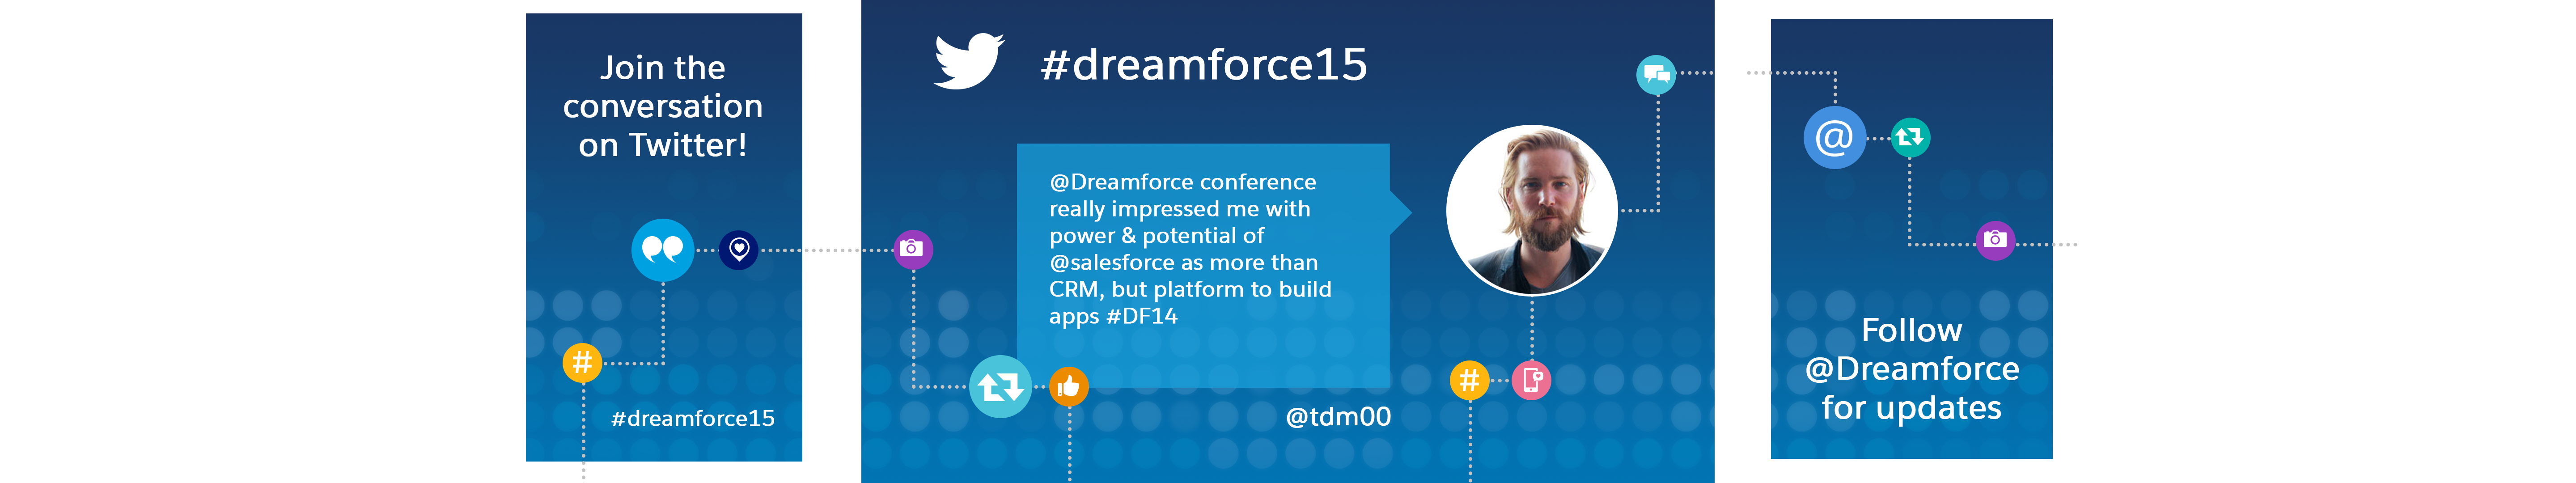 Join the
conversation
on Twitter!
#
#dreamforce15
#dreamforce15
@Dreamforce conference
really impressed me with
power & potential of
@salesforce as more than
CRM, but platform to build
apps #DF14
@tdm00
#
@
Follow
@Dreamforce
for updates